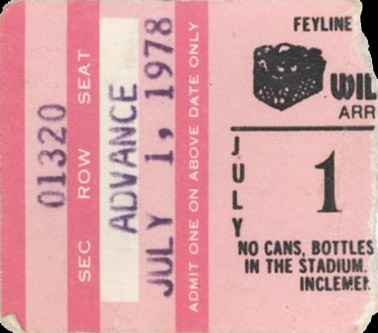 01320
SEC ROW SEAT
ADVANCE
JULY 1, 1978
ADMIT ONE ON ABOVE DATE ONLY
FEYLINE
WIL
ARR
JULY
1
NO CANS, BOTTLES
IN THE STADIUM.
INCLEME